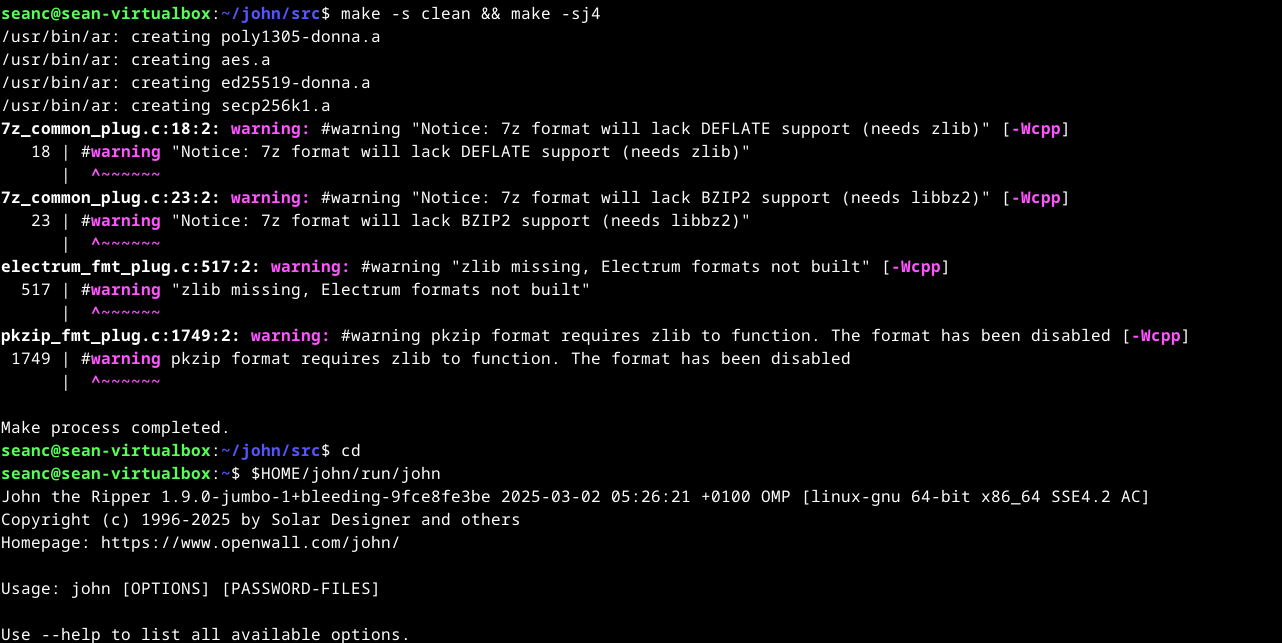 seanc@sean-virtualbox:~/john/src$ make -s clean && make -sj4
/usr/bin/ar: creating poly1305-donna.a
/usr/bin/ar: creating aes.a
/usr/bin/ar: creating ed25519-donna.a
/usr/bin/ar: creating secp256k1.a
7z_common_plug.c:18:2: warning: #warning "Notice: 7z format will lack DEFLATE support (needs zlib)" [-Wcpp]
   18 | #warning "Notice: 7z format will lack DEFLATE support (needs zlib)"
      |  ^~~~~~~
7z_common_plug.c:23:2: warning: #warning "Notice: 7z format will lack BZIP2 support (needs libbz2)" [-Wcpp]
   23 | #warning "Notice: 7z format will lack BZIP2 support (needs libbz2)"
      |  ^~~~~~~
electrum_fmt_plug.c:517:2: warning: #warning "zlib missing, Electrum formats not built" [-Wcpp]
  517 | #warning "zlib missing, Electrum formats not built"
      |  ^~~~~~~
pkzip_fmt_plug.c:1749:2: warning: #warning pkzip format requires zlib to function. The format has been disabled [-Wcpp]
 1749 | #warning pkzip format requires zlib to function. The format has been disabled
      |  ^~~~~~~

Make process completed.
seanc@sean-virtualbox:~/john/src$ cd
seanc@sean-virtualbox:~$ $HOME/john/run/john
John the Ripper 1.9.0-jumbo-1+bleeding-9fce8fe3be 2025-03-02 05:26:21 +0100 OMP [linux-gnu 64-bit x86_64 SSE4.2 AC]
Copyright (c) 1996-2025 by Solar Designer and others
Homepage: https://www.openwall.com/john/

Usage: john [OPTIONS] [PASSWORD-FILES]

Use --help to list all available options.